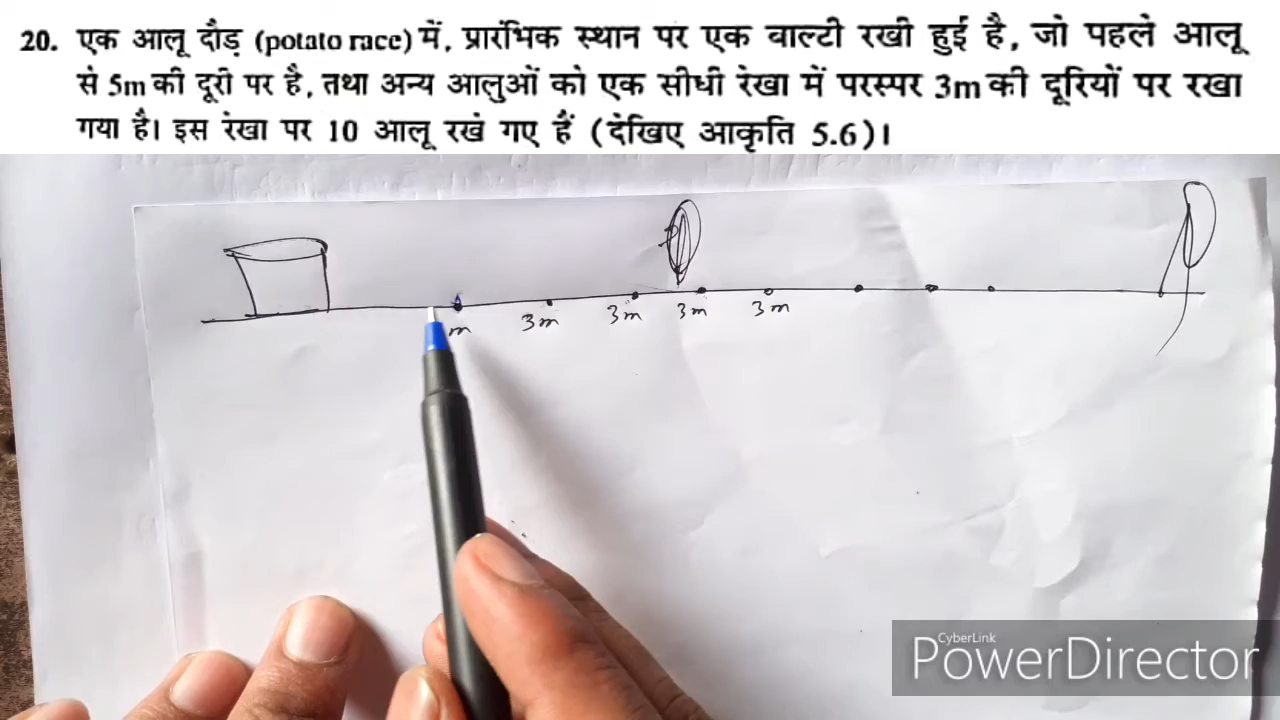 20. एक आलू दौड़ (potato race) में, प्रारंभिक स्थान पर एक बाल्टी रखी हुई है, जो पहले आलू
से 5m की दूरी पर है, तथा अन्य आलुओं को एक सीधी रेखा में परस्पर 3m की दूरियों पर रखा
गया है। इस रेखा पर 10 आलू रखे गए हैं (देखिए आकृति 5.6)।
m 3m 3m 3m 3m
CyberLink
PowerDirector